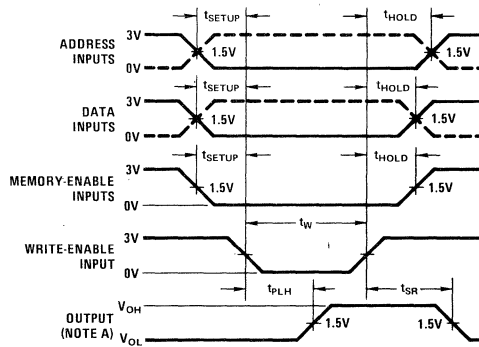 tSETUP tHOLD
ADDRESS INPUTS 3V 0V 1.5V 1.5V
tSETUP tHOLD
DATA INPUTS 3V 0V 1.5V 1.5V
tSETUP tHOLD
MEMORY-ENABLE INPUTS 3V 0V 1.5V 1.5V
tW
WRITE-ENABLE INPUT 3V 0V
tPLH tSR
OUTPUT (NOTE A) VOH VOL 1.5V 1.5V